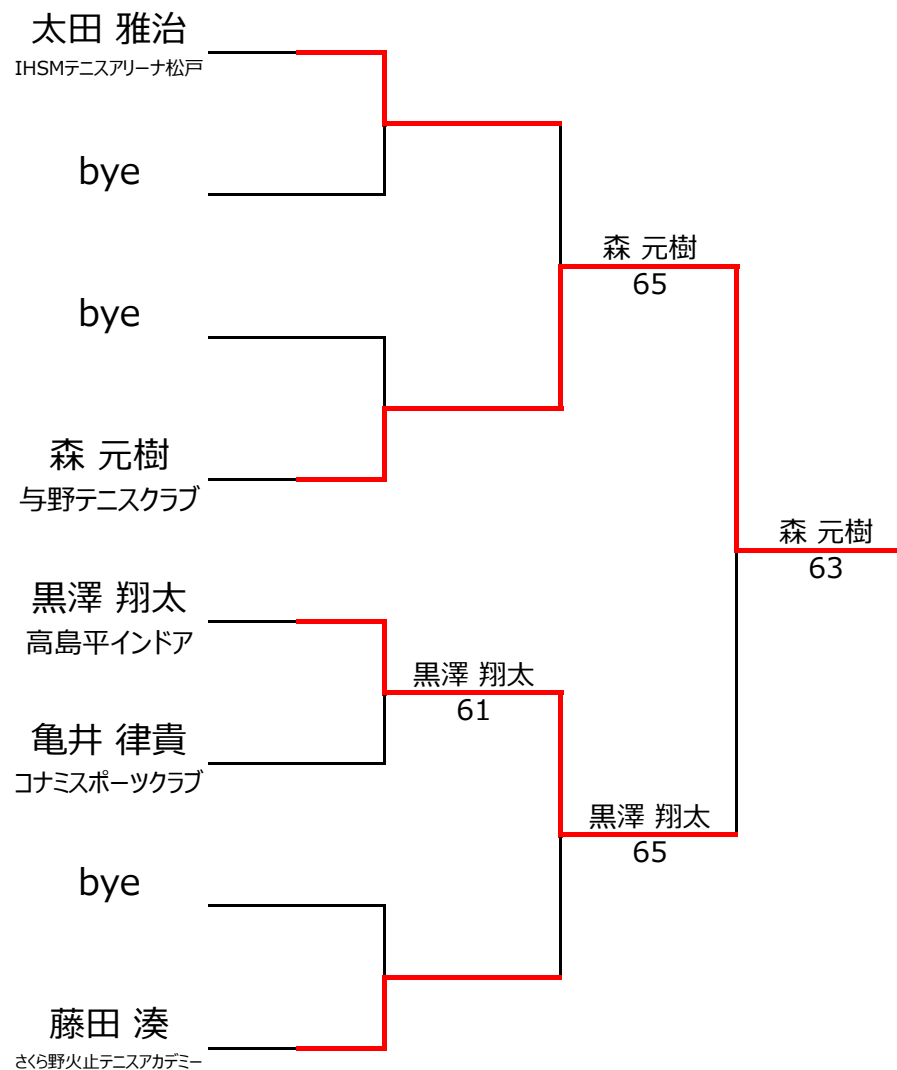 太田 雅治
IHSMテニスアリーナ松戸
bye
森 元樹
65
bye
森 元樹
与野テニスクラブ
森 元樹
63
黒澤 翔太
高島平インドア
黒澤 翔太
61
亀井 律貴
コナミスポーツクラブ
黒澤 翔太
65
bye
藤田 湊
さくら野火止テニスアカデミー